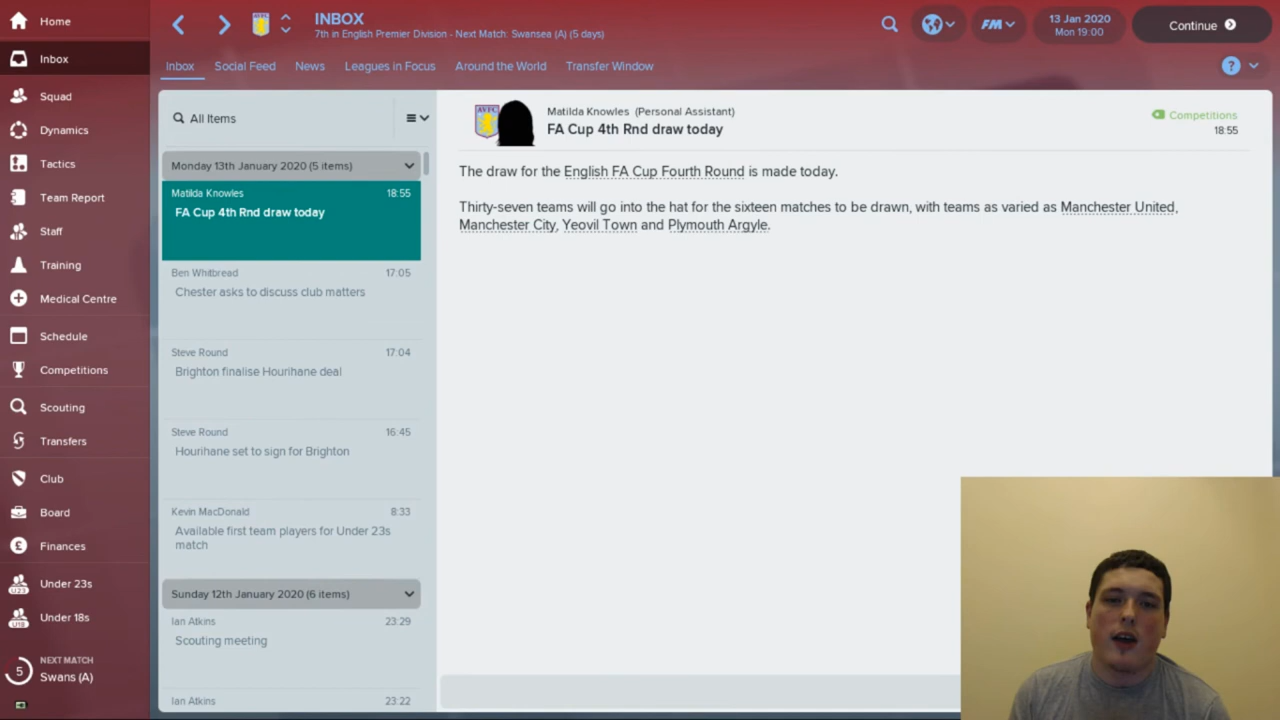 Home
Inbox
Squad
Dynamics
Tactics
Team Report
Staff
Training
Medical Centre
Schedule
Competitions
Scouting
Transfers
Club
Board
Finances
U23
Under 23s
U18
Under 18s
5
NEXT MATCH
Swans (A)
AVFC
INBOX
7th in English Premier Division - Next Match: Swansea (A) (5 days)
FM
13 Jan 2020
Mon 19:00
Continue
Inbox
Social Feed
News
Leagues in Focus
Around the World
Transfer Window
?
All Items
Monday 13th January 2020 (5 items)
Matilda Knowles 18:55
FA Cup 4th Rnd draw today
Ben Whitbread 17:05
Chester asks to discuss club matters
Steve Round 17:04
Brighton finalise Hourihane deal
Steve Round 16:45
Hourihane set to sign for Brighton
Kevin MacDonald 8:33
Available first team players for Under 23s
match
Sunday 12th January 2020 (6 items)
Ian Atkins 23:29
Scouting meeting
Ian Atkins 23:22
AVFC
Matilda Knowles (Personal Assistant)
FA Cup 4th Rnd draw today
Competitions
18:55
The draw for the English FA Cup Fourth Round is made today.
Thirty-seven teams will go into the hat for the sixteen matches to be drawn, with teams as varied as Manchester United,
Manchester City, Yeovil Town and Plymouth Argyle.